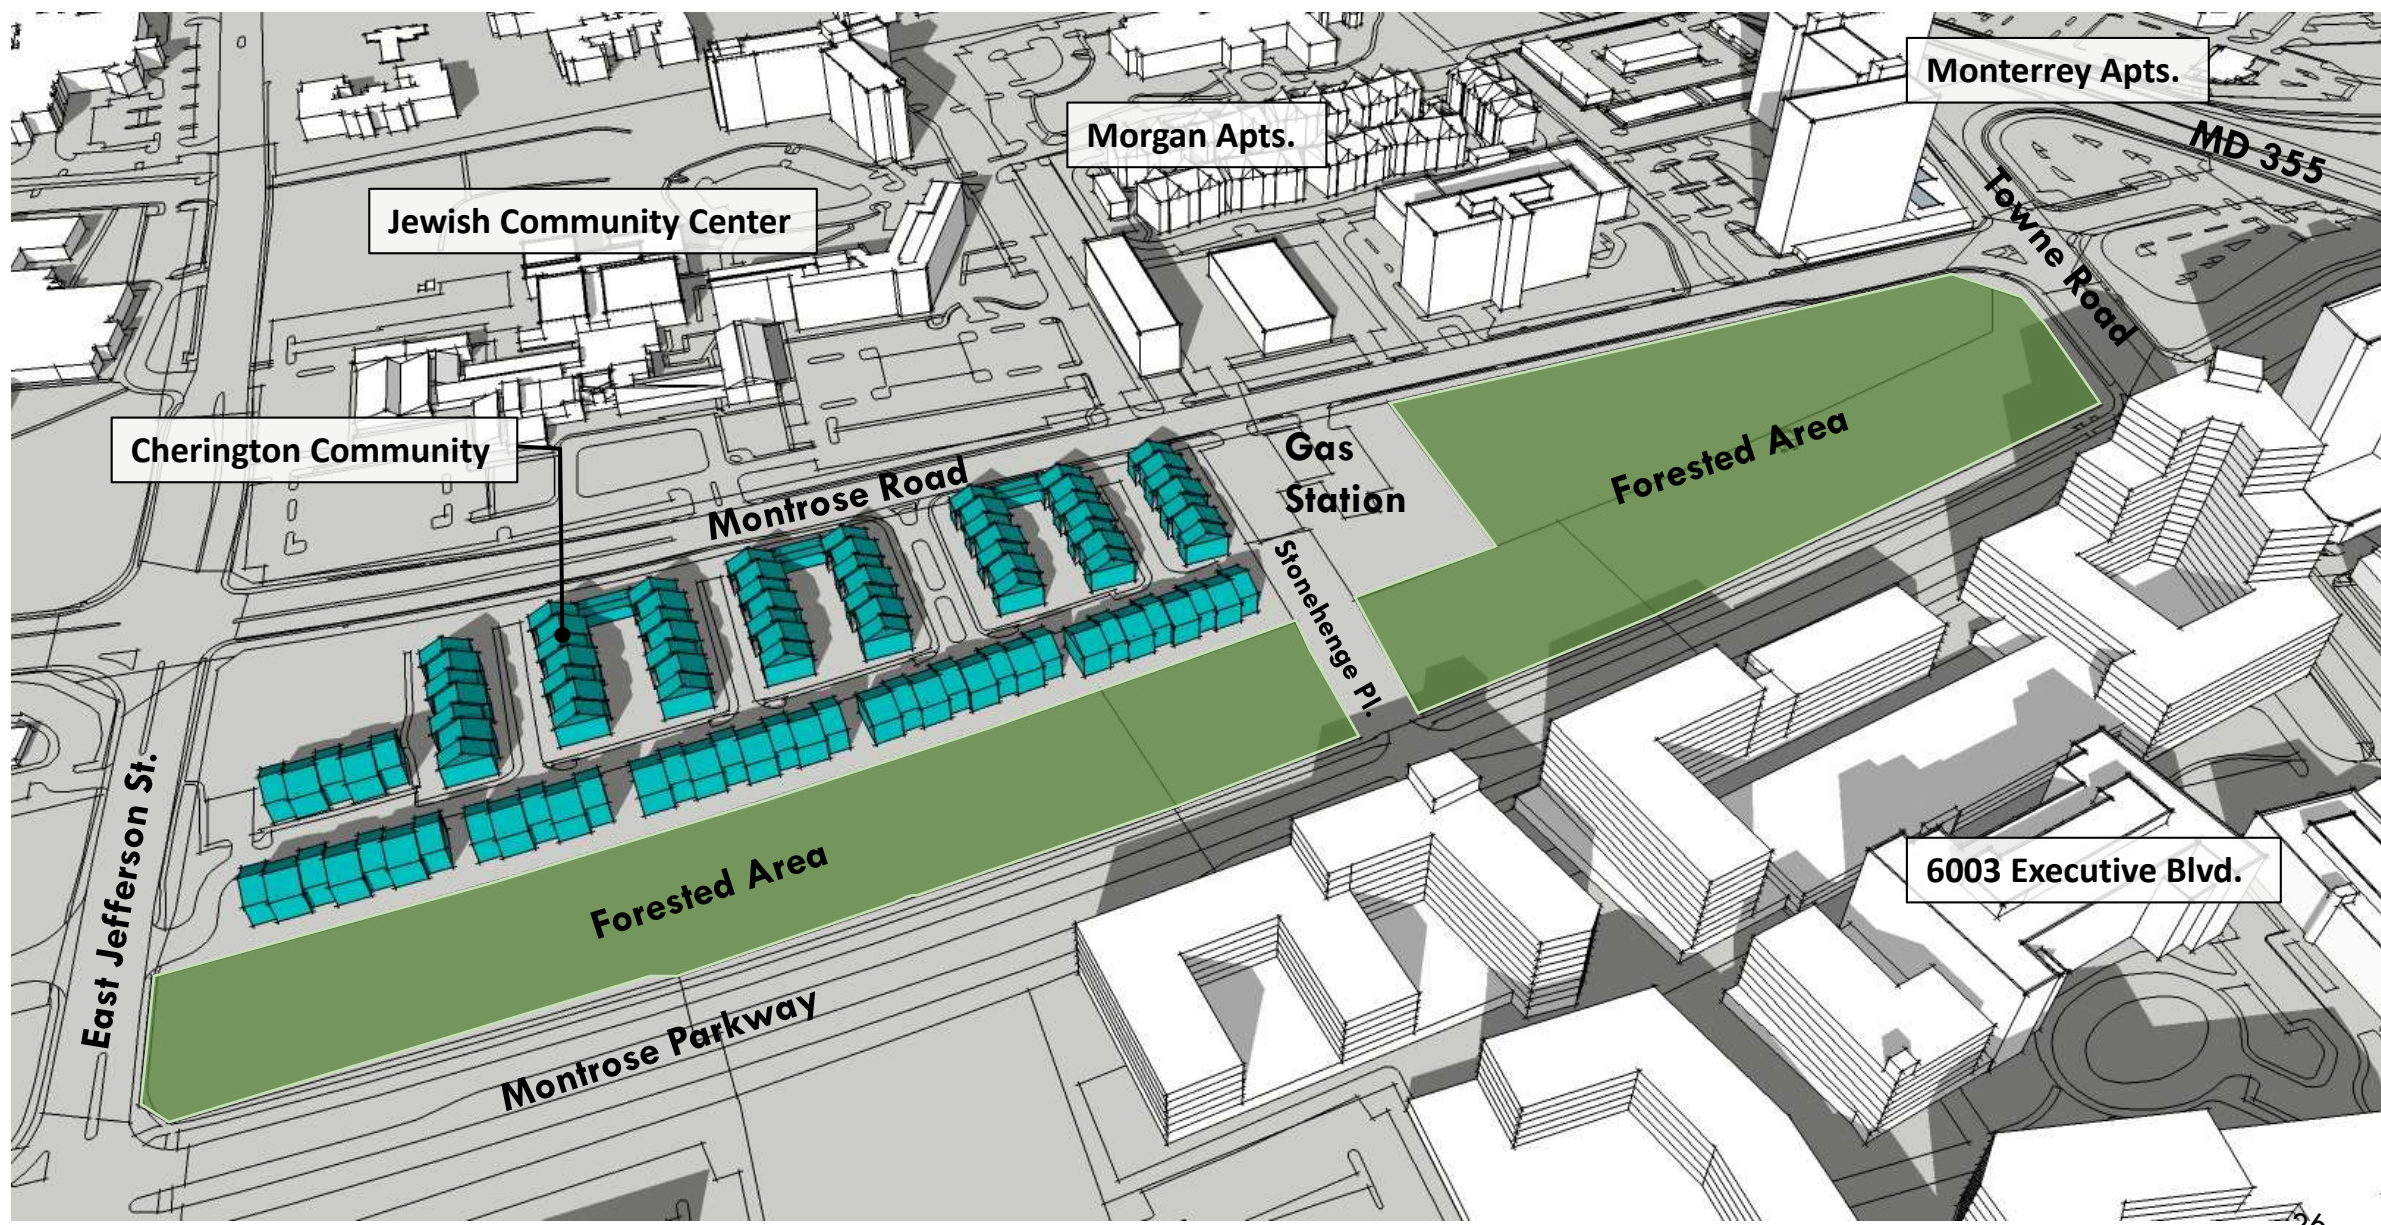 Monterrey Apts.
Morgan Apts.
MD 355
Jewish Community Center
Towne Road
Cherington Community
Gas
Station
Forested Area
Montrose Road
Stonehenge Pl.
East Jefferson St.
Forested Area
6003 Executive Blvd.
Montrose Parkway
26